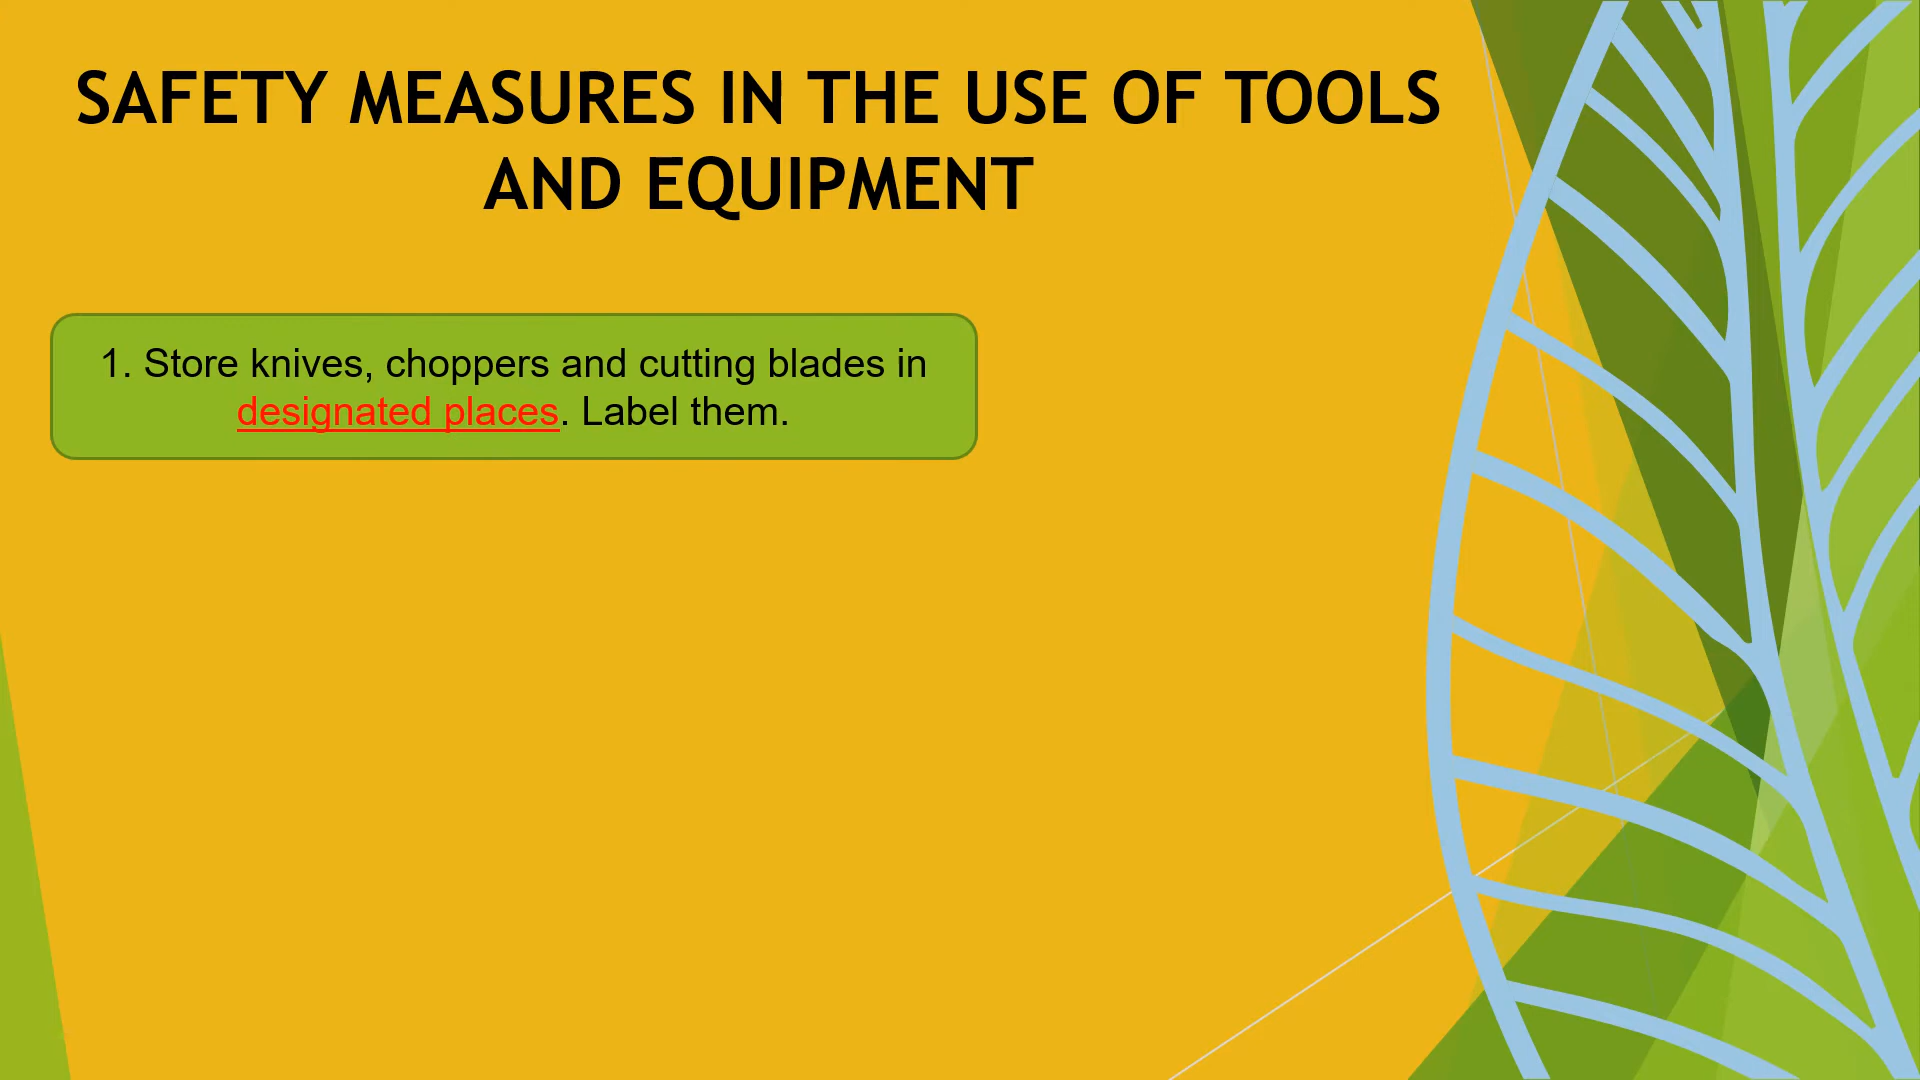 SAFETY MEASURES IN THE USE OF TOOLS
AND EQUIPMENT
1. Store knives, choppers and cutting blades in
designated places. Label them.